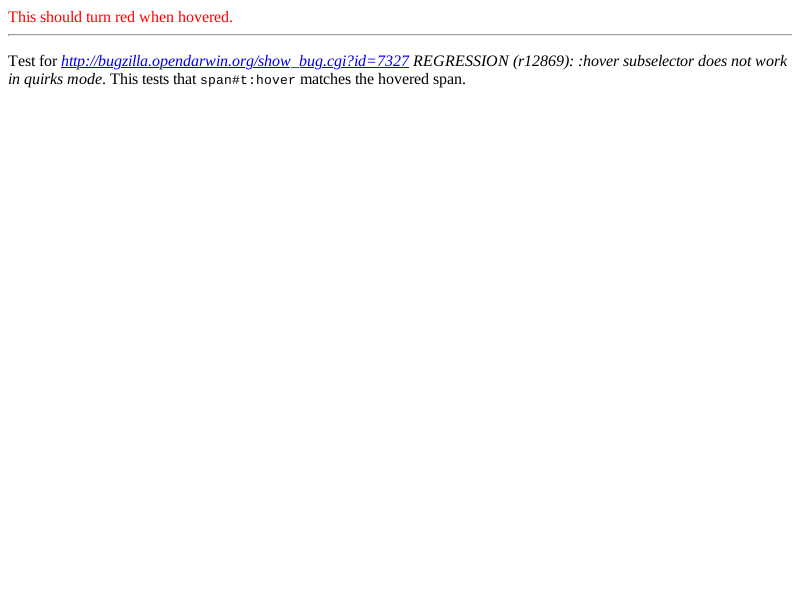 This should turn red when hovered.
Test for http://bugzilla.opendarwin.org/show_bug.cgi?id=7327 REGRESSION (r12869): :hover subselector does not work
in quirks mode. This tests that span#t:hover matches the hovered span.